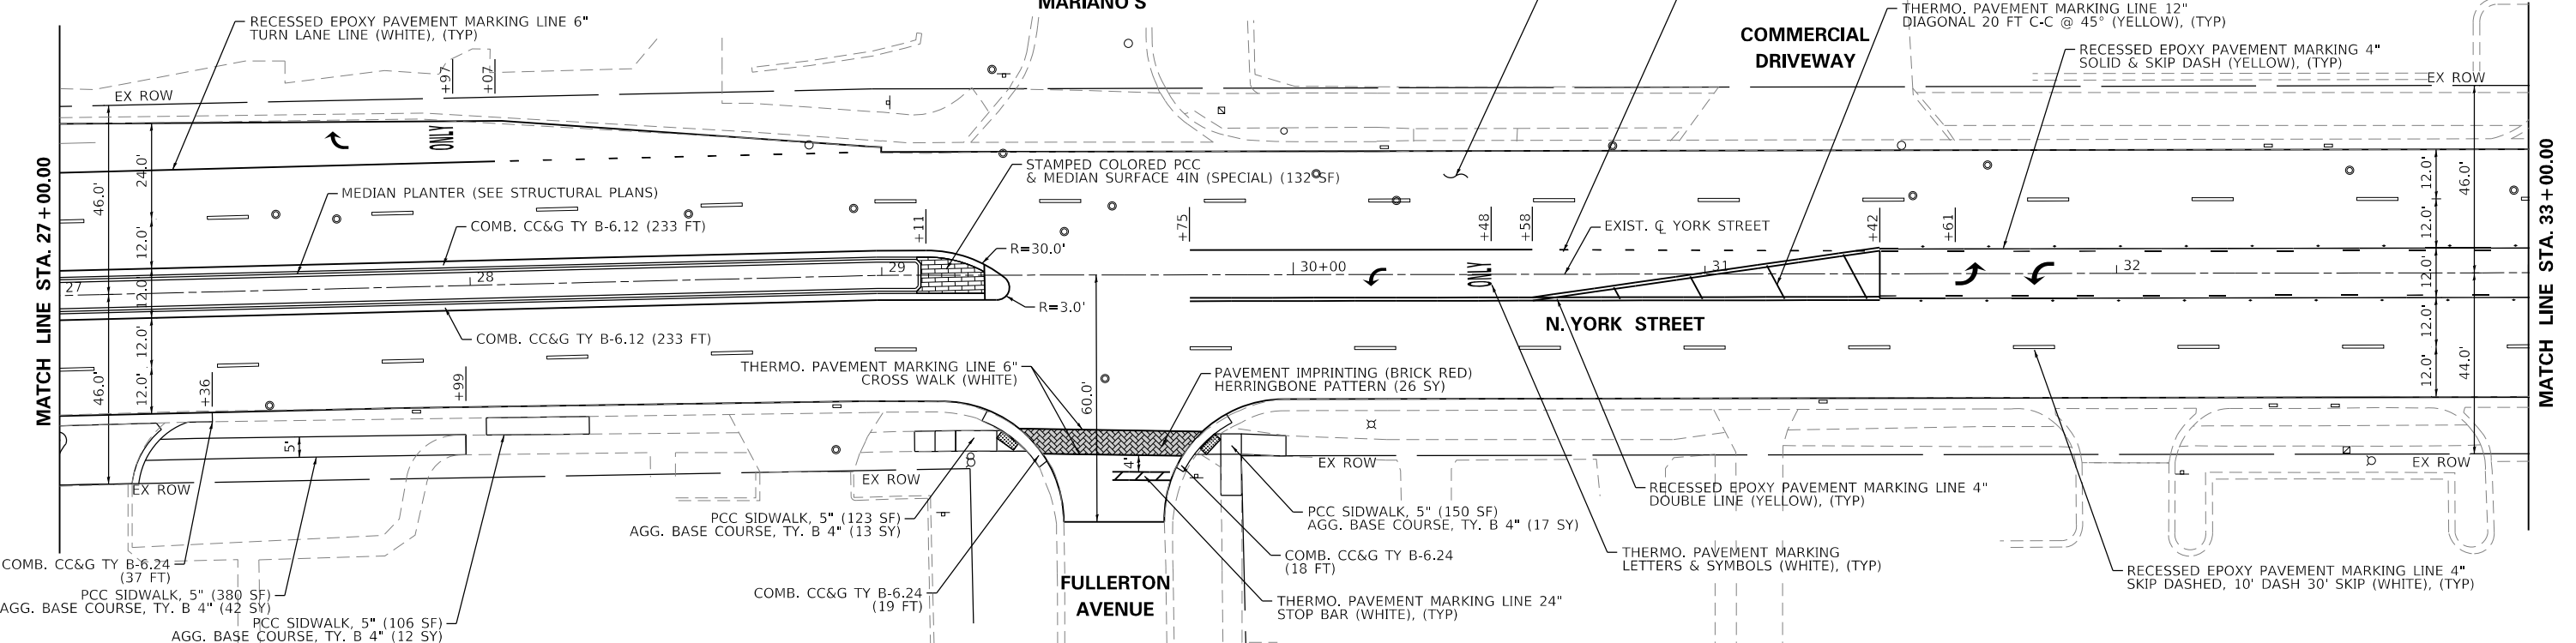 MARIANO'S
RECESSED EPOXY PAVEMENT MARKING LINE 6"
TURN LANE LINE (WHITE), (TYP)
THERMO. PAVEMENT MARKING LINE 12"
DIAGONAL 20 FT C-C @ 45° (YELLOW), (TYP)
COMMERCIAL
DRIVEWAY
RECESSED EPOXY PAVEMENT MARKING 4"
SOLID & SKIP DASH (YELLOW), (TYP)
+97
+07
EX ROW
EX ROW
ONLY
MATCH LINE STA. 27+00.00
46.0'
24.0'
12.0'
12.0'
12.0'
12.0'
46.0'
STAMPED COLORED PCC
& MEDIAN SURFACE 4IN (SPECIAL) (132 SF)
MEDIAN PLANTER (SEE STRUCTURAL PLANS)
COMB. CC&G TY B-6.12 (233 FT)
+11
+75
+48
+58
EXIST. ℄ YORK STREET
+42
+61
R=30.0'
27
28
29
30+00
ONLY
31
32
R=3.0'
COMB. CC&G TY B-6.12 (233 FT)
N. YORK STREET
12.0'
12.0'
12.0'
12.0'
12.0'
46.0'
44.0'
MATCH LINE STA. 33+00.00
+36
+99
THERMO. PAVEMENT MARKING LINE 6"
CROSS WALK (WHITE)
60.0'
PAVEMENT IMPRINTING (BRICK RED)
HERRINGBONE PATTERN (26 SY)
5'
4'
EX ROW
EX ROW
EX ROW
EX ROW
RECESSED EPOXY PAVEMENT MARKING LINE 4"
DOUBLE LINE (YELLOW), (TYP)
PCC SIDWALK, 5" (123 SF)
AGG. BASE COURSE, TY. B 4" (13 SY)
PCC SIDWALK, 5" (150 SF)
AGG. BASE COURSE, TY. B 4" (17 SY)
COMB. CC&G TY B-6.24
(37 FT)
PCC SIDWALK, 5" (380 SF)
AGG. BASE COURSE, TY. B 4" (42 SY)
PCC SIDWALK, 5" (106 SF)
AGG. BASE COURSE, TY. B 4" (12 SY)
COMB. CC&G TY B-6.24
(19 FT)
FULLERTON
AVENUE
COMB. CC&G TY B-6.24
(18 FT)
THERMO. PAVEMENT MARKING LINE 24"
STOP BAR (WHITE), (TYP)
THERMO. PAVEMENT MARKING
LETTERS & SYMBOLS (WHITE), (TYP)
RECESSED EPOXY PAVEMENT MARKING LINE 4"
SKIP DASHED, 10' DASH 30' SKIP (WHITE), (TYP)